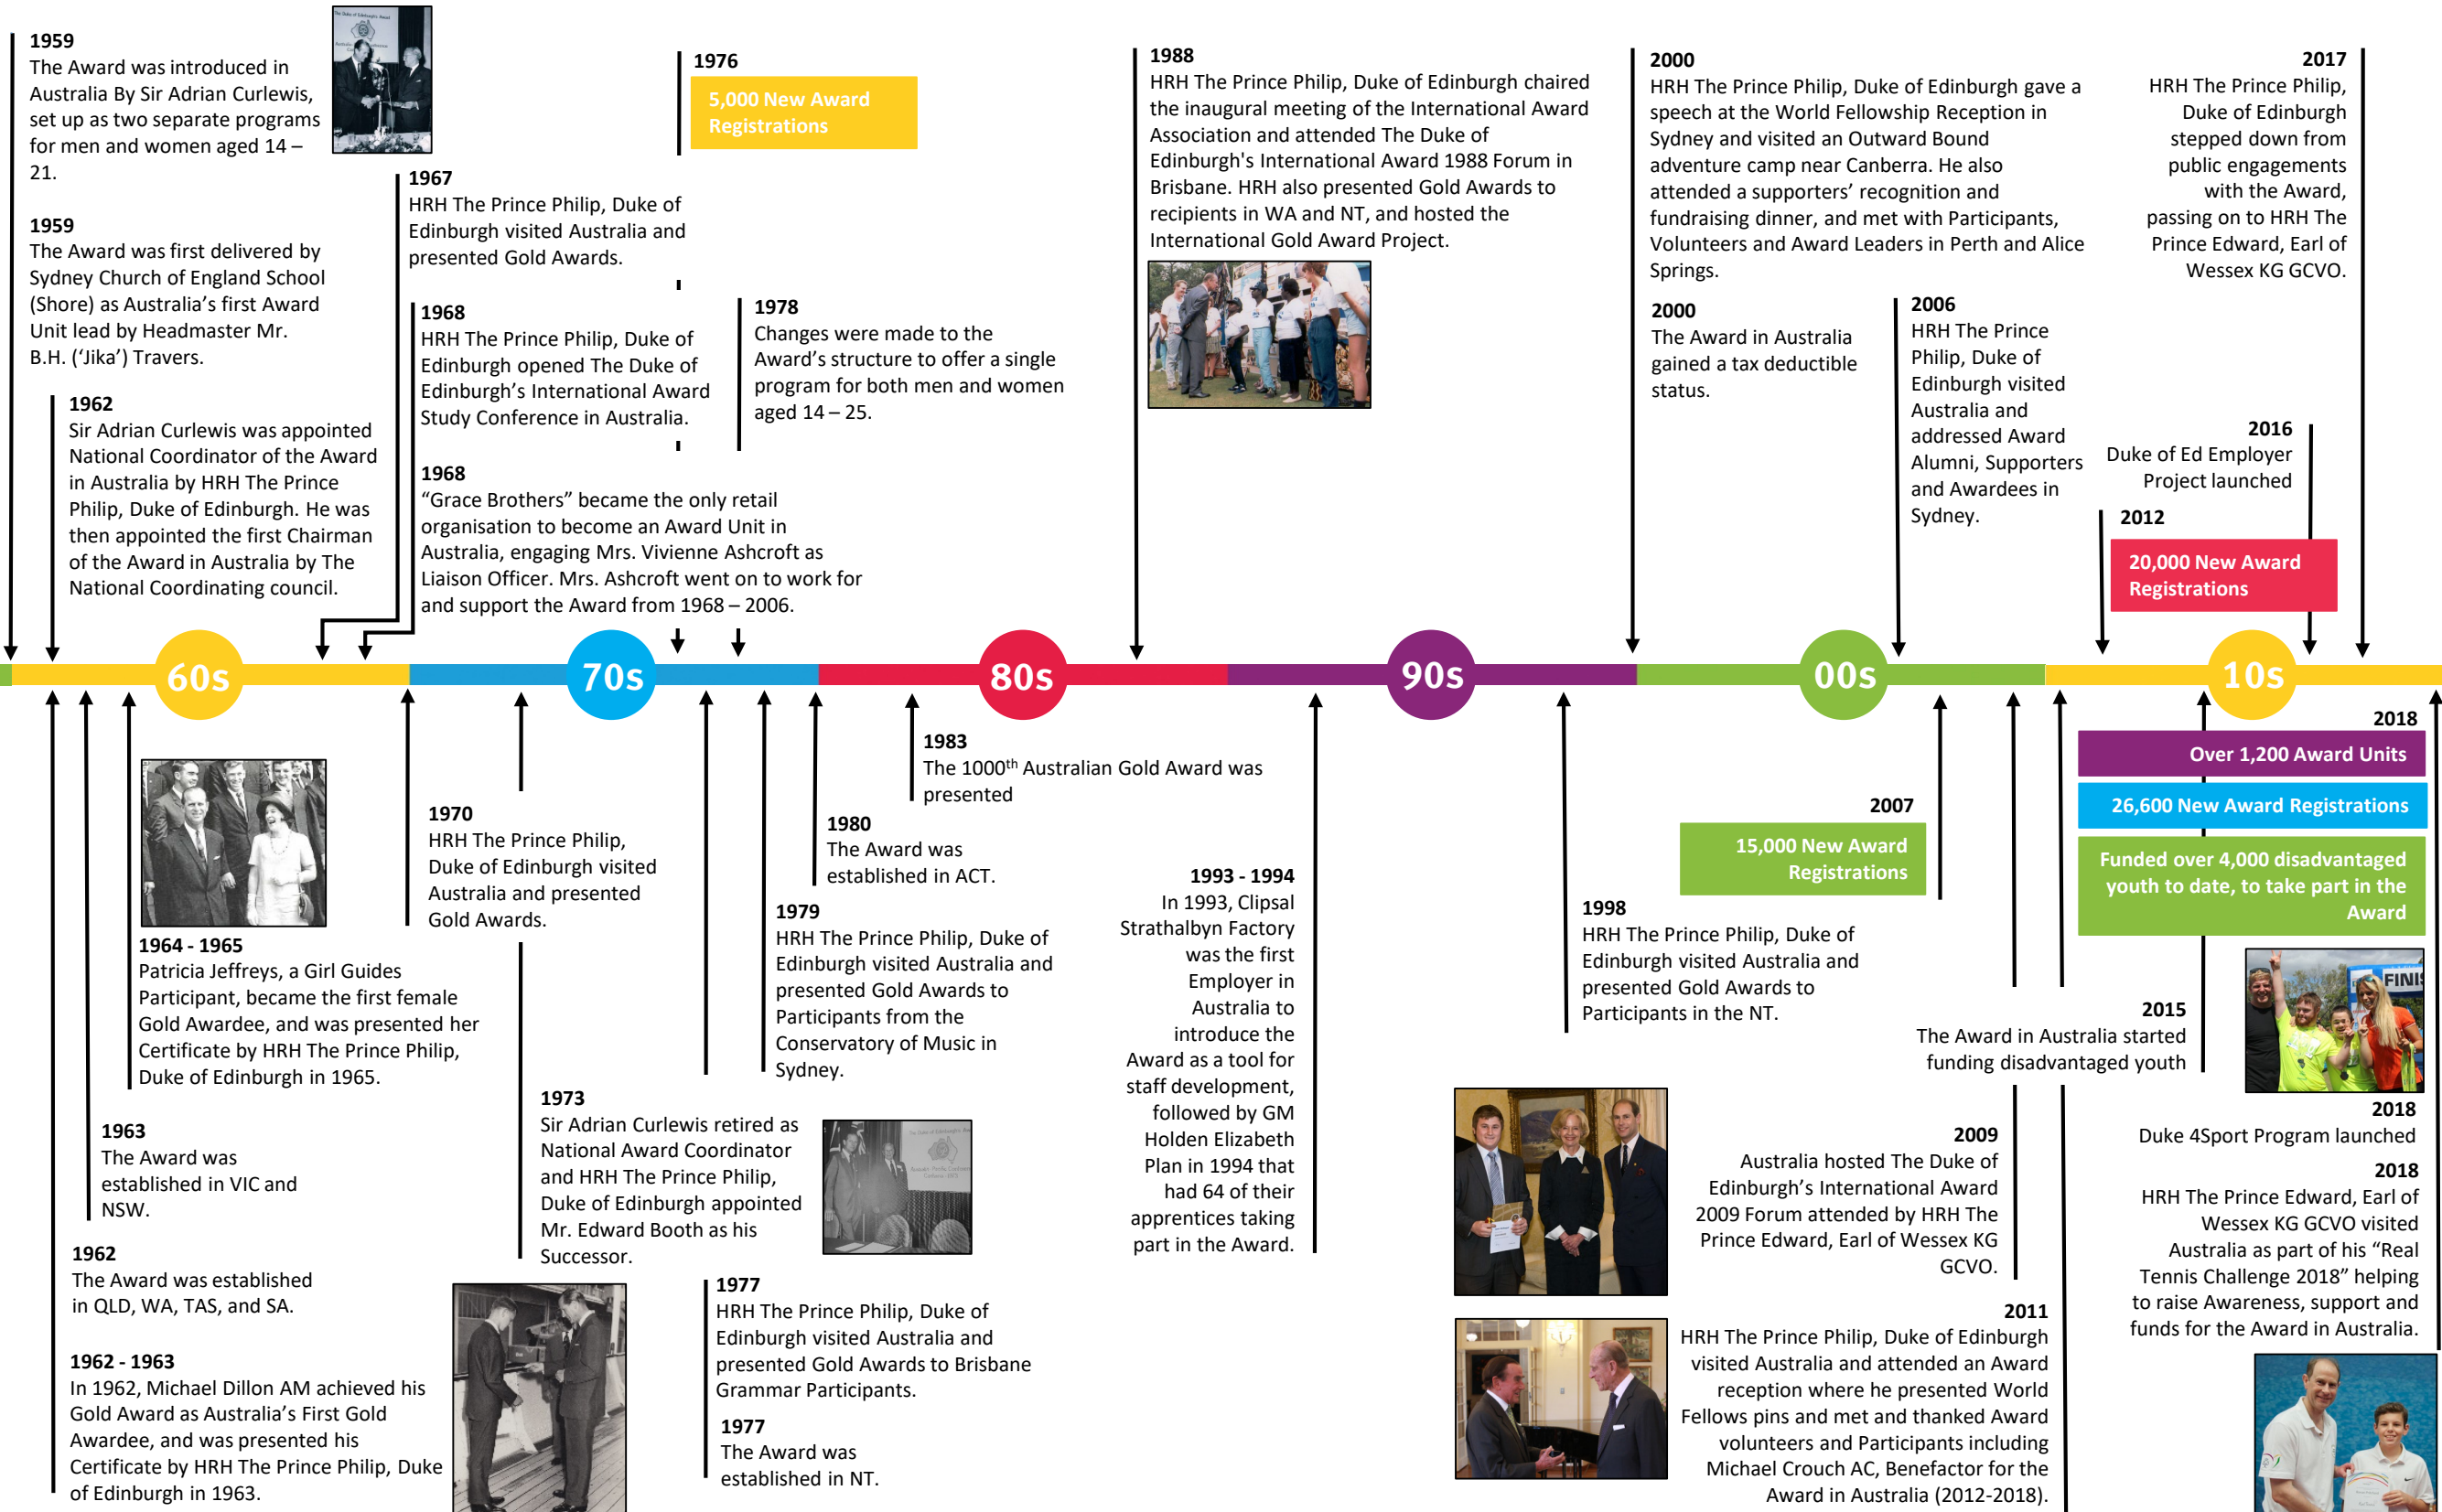 1959
The Award was introduced in
Australia By Sir Adrian Curlewis,
set up as two separate programs
for men and women aged 14 –
21.
1959
The Award was first delivered by
Sydney Church of England School
(Shore) as Australia’s first Award
Unit lead by Headmaster Mr.
B.H. (‘Jika’) Travers.
1962
Sir Adrian Curlewis was appointed
National Coordinator of the Award
in Australia by HRH The Prince
Philip, Duke of Edinburgh. He was
then appointed the first Chairman
of the Award in Australia by The
National Coordinating council.
1967
HRH The Prince Philip, Duke of
Edinburgh visited Australia and
presented Gold Awards.
1968
HRH The Prince Philip, Duke of
Edinburgh opened The Duke of
Edinburgh’s International Award
Study Conference in Australia.
1968
“Grace Brothers” became the only retail
organisation to become an Award Unit in
Australia, engaging Mrs. Vivienne Ashcroft as
Liaison Officer. Mrs. Ashcroft went on to work for
and support the Award from 1968 – 2006.
1976
5,000 New Award
Registrations
1978
Changes were made to the
Award’s structure to offer a single
program for both men and women
aged 14 – 25.
1988
HRH The Prince Philip, Duke of Edinburgh chaired
the inaugural meeting of the International Award
Association and attended The Duke of
Edinburgh's International Award 1988 Forum in
Brisbane. HRH also presented Gold Awards to
recipients in WA and NT, and hosted the
International Gold Award Project.
2000
HRH The Prince Philip, Duke of Edinburgh gave a
speech at the World Fellowship Reception in
Sydney and visited an Outward Bound
adventure camp near Canberra. He also
attended a supporters’ recognition and
fundraising dinner, and met with Participants,
Volunteers and Award Leaders in Perth and Alice
Springs.
2000
The Award in Australia
gained a tax deductible
status.
2006
HRH The Prince
Philip, Duke of
Edinburgh visited
Australia and
addressed Award
Alumni, Supporters
and Awardees in
Sydney.
2017
HRH The Prince Philip,
Duke of Edinburgh
stepped down from
public engagements
with the Award,
passing on to HRH The
Prince Edward, Earl of
Wessex KG GCVO.
2016
Duke of Ed Employer
Project launched
2012
20,000 New Award
Registrations
60s
70s
80s
90s
00s
10s
1964 - 1965
Patricia Jeffreys, a Girl Guides
Participant, became the first female
Gold Awardee, and was presented her
Certificate by HRH The Prince Philip,
Duke of Edinburgh in 1965.
1963
The Award was
established in VIC and
NSW.
1962
The Award was established
in QLD, WA, TAS, and SA.
1962 - 1963
In 1962, Michael Dillon AM achieved his
Gold Award as Australia’s First Gold
Awardee, and was presented his
Certificate by HRH The Prince Philip, Duke
of Edinburgh in 1963.
1970
HRH The Prince Philip,
Duke of Edinburgh visited
Australia and presented
Gold Awards.
1973
Sir Adrian Curlewis retired as
National Award Coordinator
and HRH The Prince Philip,
Duke of Edinburgh appointed
Mr. Edward Booth as his
Successor.
1977
HRH The Prince Philip, Duke of
Edinburgh visited Australia and
presented Gold Awards to Brisbane
Grammar Participants.
1977
The Award was
established in NT.
1983
The 1000th Australian Gold Award was
presented
1980
The Award was
established in ACT.
1979
HRH The Prince Philip, Duke of
Edinburgh visited Australia and
presented Gold Awards to
Participants from the
Conservatory of Music in
Sydney.
1993 - 1994
In 1993, Clipsal
Strathalbyn Factory
was the first
Employer in
Australia to
introduce the
Award as a tool for
staff development,
followed by GM
Holden Elizabeth
Plan in 1994 that
had 64 of their
apprentices taking
part in the Award.
1998
HRH The Prince Philip, Duke of
Edinburgh visited Australia and
presented Gold Awards to
Participants in the NT.
2007
15,000 New Award
Registrations
2009
Australia hosted The Duke of
Edinburgh’s International Award
2009 Forum attended by HRH The
Prince Edward, Earl of Wessex KG
GCVO.
2011
HRH The Prince Philip, Duke of Edinburgh
visited Australia and attended an Award
reception where he presented World
Fellows pins and met and thanked Award
volunteers and Participants including
Michael Crouch AC, Benefactor for the
Award in Australia (2012-2018).
2015
The Award in Australia started
funding disadvantaged youth
2018
Over 1,200 Award Units
26,600 New Award Registrations
Funded over 4,000 disadvantaged
youth to date, to take part in the
Award
FINIS
2018
Duke 4Sport Program launched
2018
HRH The Prince Edward, Earl of
Wessex KG GCVO visited
Australia as part of his “Real
Tennis Challenge 2018” helping
to raise Awareness, support and
funds for the Award in Australia.